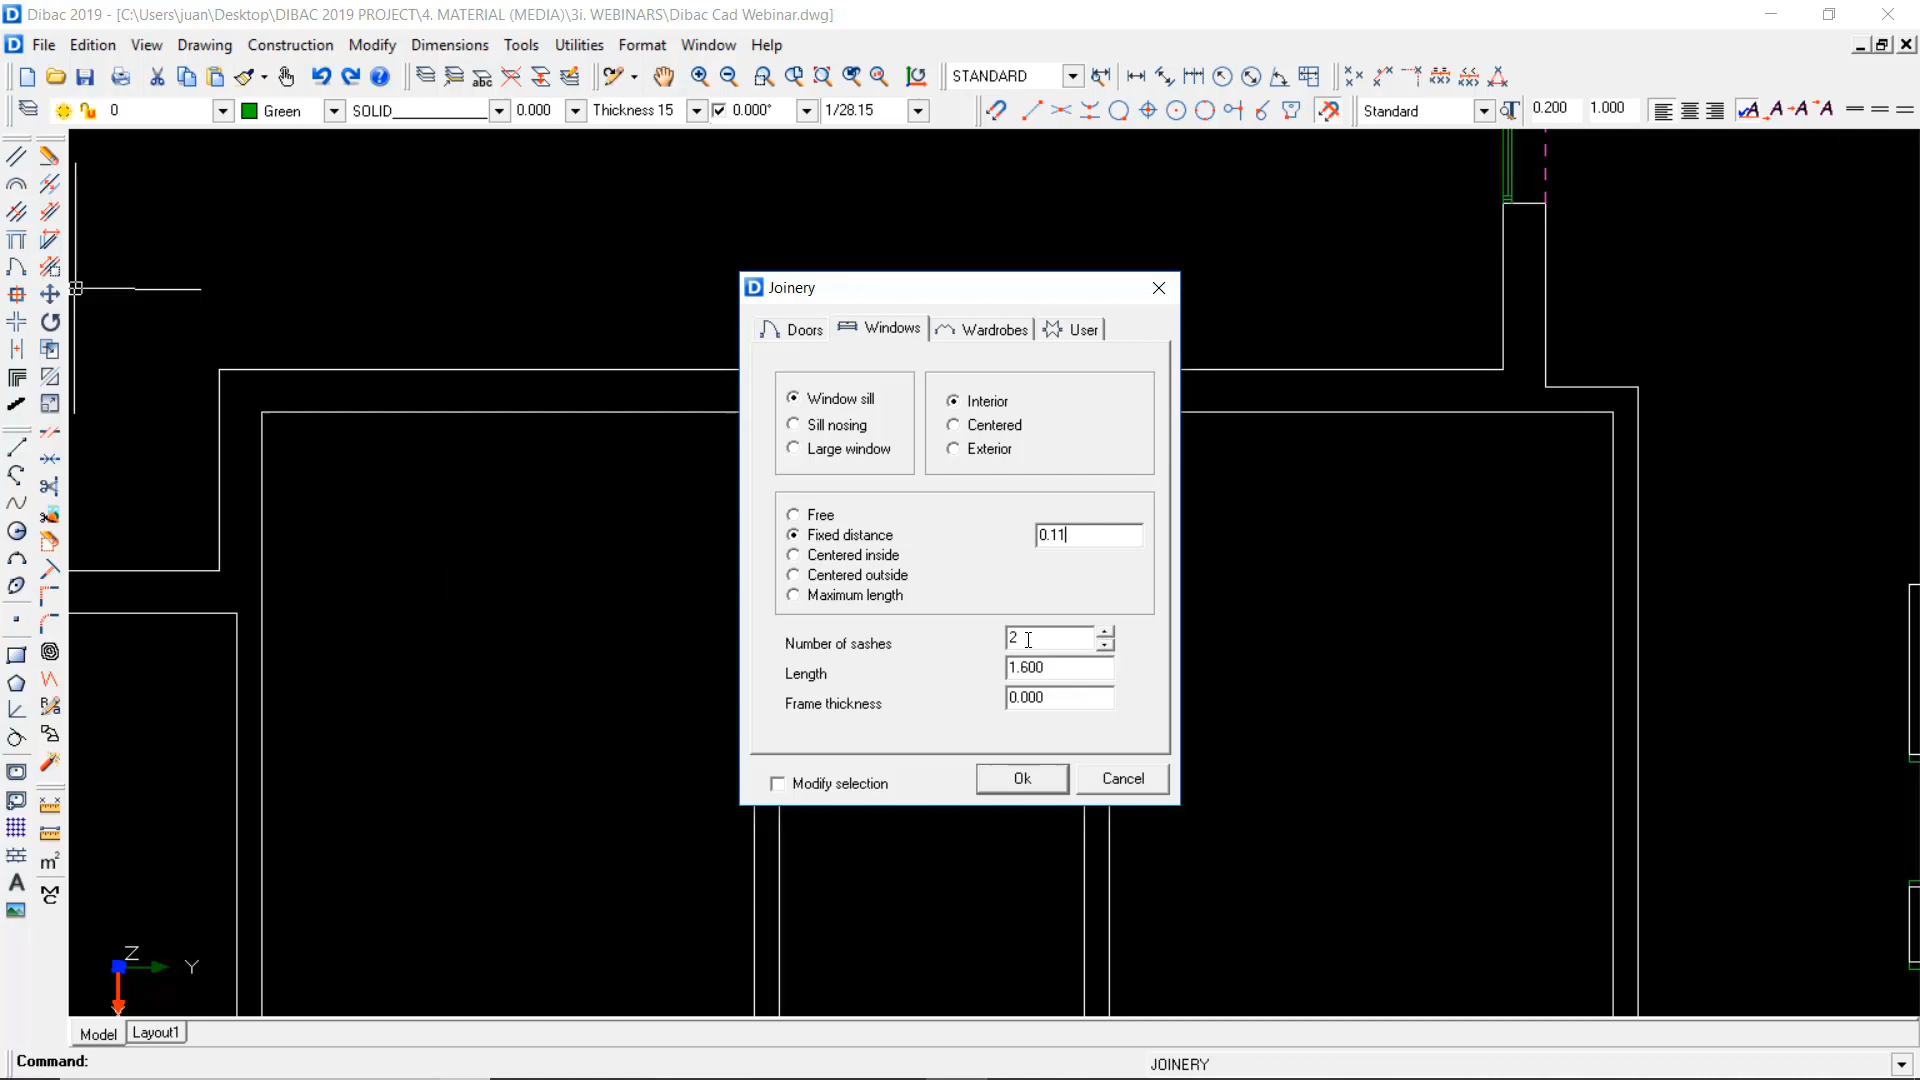 Dibac 2019 - [C:\Users\juan\Desktop\DIBAC 2019 PROJECT\4. MATERIAL (MEDIA)\3i. WEBINARS\Dibac Cad Webinar.dwg]
File Edition View Drawing Construction Modify Dimensions Tools Utilities Format Window Help
STANDARD
0 Green SOLID 0.000 Thickness 15 0.000° 1/28.15 Standard 0.200 1.000
Joinery
Doors Windows Wardrobes User
Window sill
Sill nosing
Large window
Interior
Centered
Exterior
Free
Fixed distance 0.11
Centered inside
Centered outside
Maximum length
Number of sashes 2
Length 1.600
Frame thickness 0.000
Modify selection Ok Cancel
Z
Y
Model Layout1
Command: JOINERY